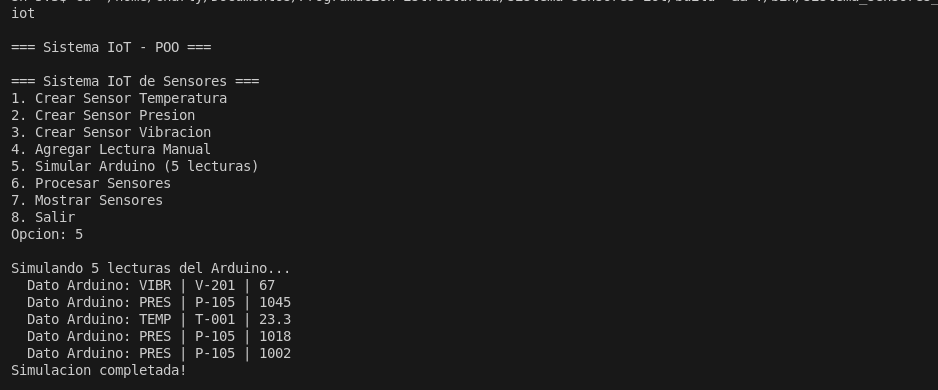 iot
=== Sistema IoT - POO ===
=== Sistema IoT de Sensores ===
1. Crear Sensor Temperatura
2. Crear Sensor Presion
3. Crear Sensor Vibracion
4. Agregar Lectura Manual
5. Simular Arduino (5 lecturas)
6. Procesar Sensores
7. Mostrar Sensores
8. Salir
Opcion: 5
Simulando 5 lecturas del Arduino...
Dato Arduino: VIBR | V-201 | 67
Dato Arduino: PRES | P-105 | 1045
Dato Arduino: TEMP | T-001 | 23.3
Dato Arduino: PRES | P-105 | 1018
Dato Arduino: PRES | P-105 | 1002
Simulacion completada!